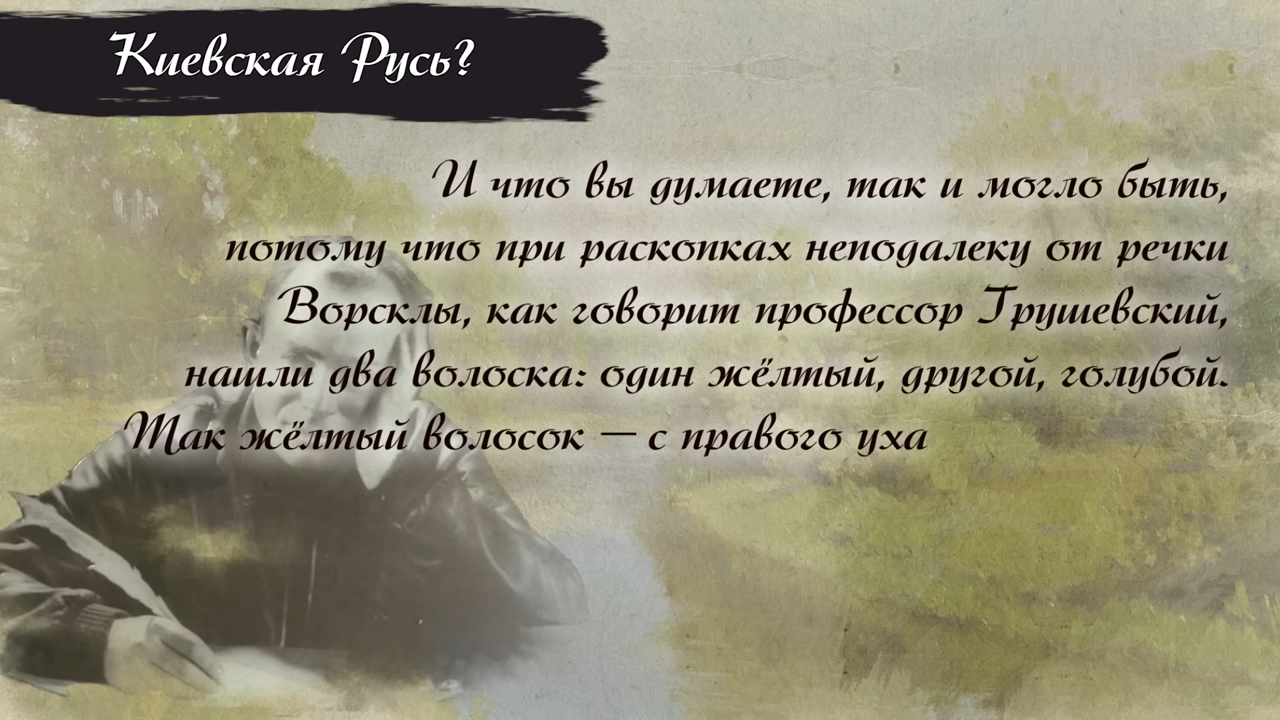 Киевская Русь?
И что вы думаете, так и могло быть,
потому что при раскопках неподалеку от речки
Ворсклы, как говорит профессор Грушевский,
нашли два волоска: один жёлтый, другой, голубой.
Так жёлтый волосок — с правого уха